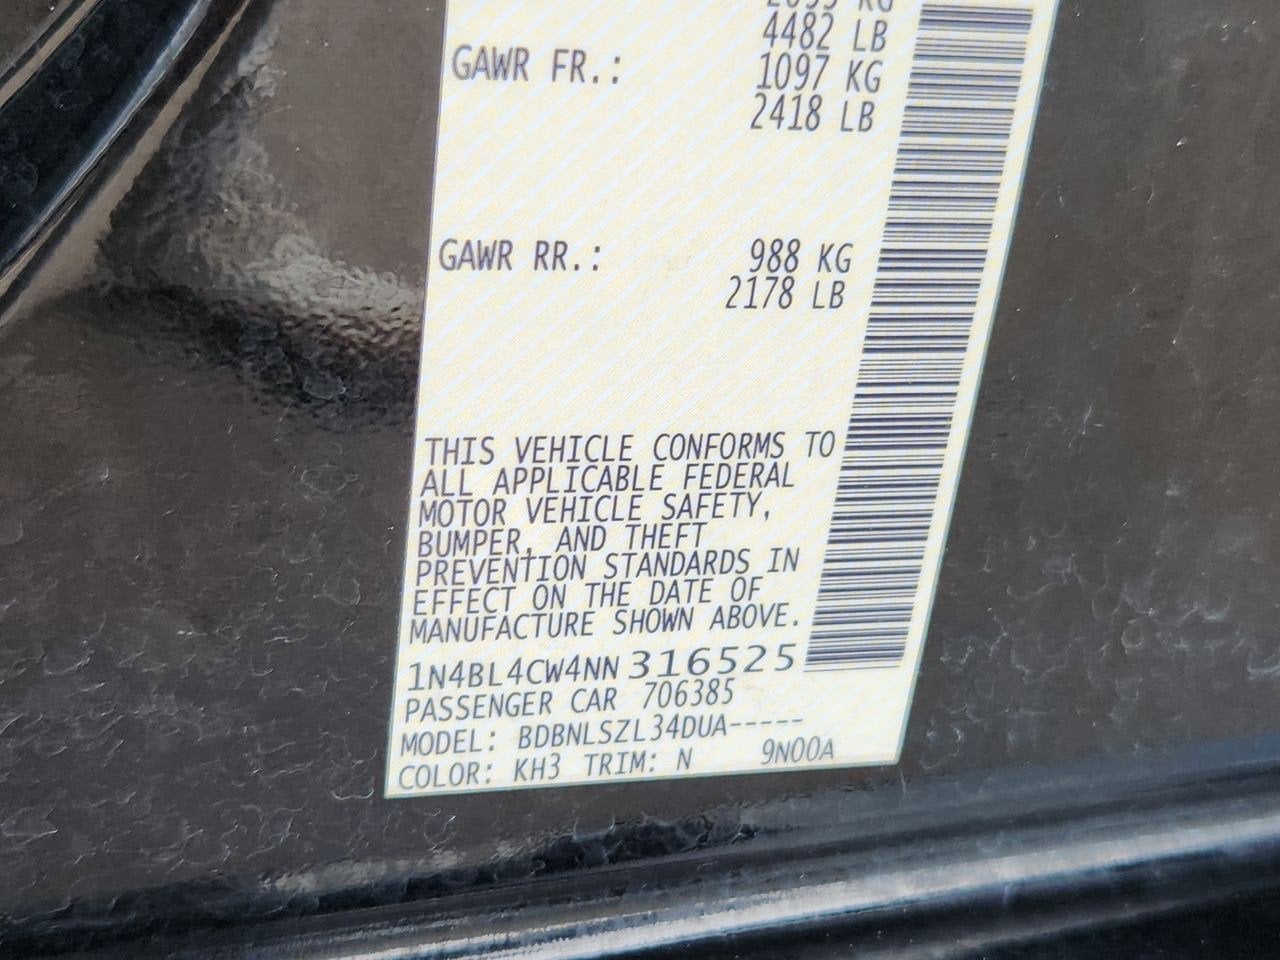 4482 LB
GAWR FR.: 1097 KG
2418 LB
GAWR RR.: 988 KG
2178 LB
THIS VEHICLE CONFORMS TO
ALL APPLICABLE FEDERAL
MOTOR VEHICLE SAFETY,
BUMPER, AND THEFT
PREVENTION STANDARDS IN
EFFECT ON THE DATE OF
MANUFACTURE SHOWN ABOVE.
1N4BL4CW4NN316525
PASSENGER CAR 706385
MODEL: BDBNLSZL34DUA-----
COLOR: KH3 TRIM: N 9N00A